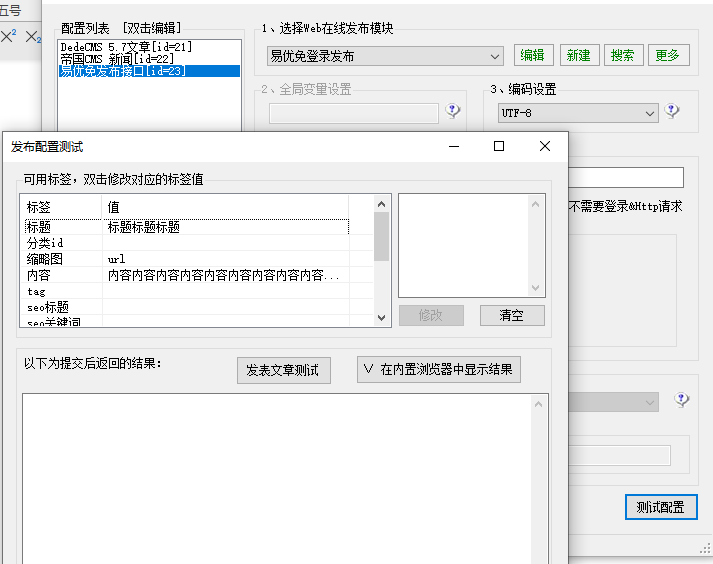 五号
X² X₂
配置列表 [双击编辑]
DedeCMS 5.7文章[id=21]
帝国CMS 新闻[id=22]
易优免发布接口[id=23]
1、选择Web在线发布模块
易优免登录发布
编辑 新建 搜索 更多
2、全局变量设置
3、编码设置
UTF-8
发布配置测试
可用标签，双击修改对应的标签值
标签 值
标题 标题标题标题
分类id
缩略图 url
内容 内容内容内容内容内容内容内容内容内容...
tag
seo标题
seo关键词
修改 清空
不需要登录&Http请求
以下为提交后返回的结果：
发表文章测试
V 在内置浏览器中显示结果
测试配置